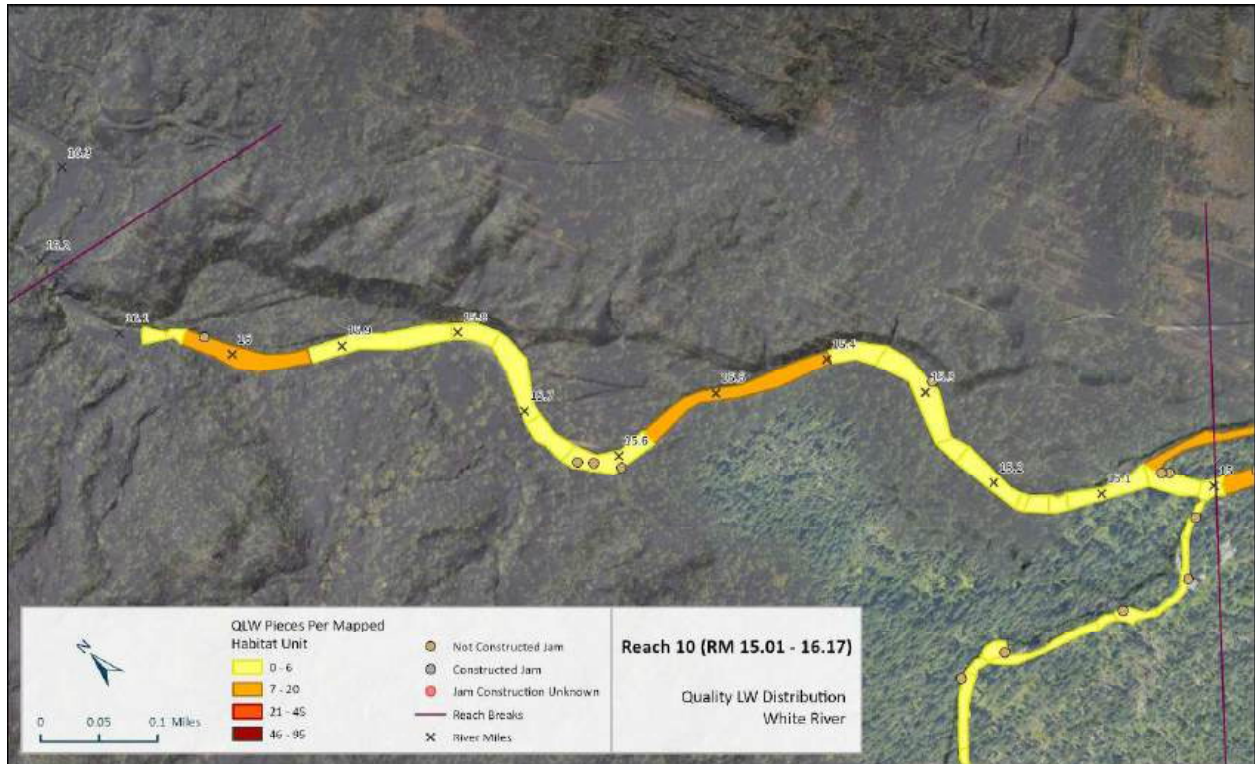 16.3
16.2
16.1
16
15.9
15.8
15.7
15.6
15.5
15.4
15.3
15.2
15.1
15
QLW Pieces Per Mapped
Habitat Unit
0 - 6
7 - 20
21 - 45
46 - 95
N
0 0.05 0.1 Miles
Not Constructed Jam
Constructed Jam
Jam Construction Unknown
Reach Breaks
River Miles
Reach 10 (RM 15.01 - 16.17)
Quality LW Distribution
White River